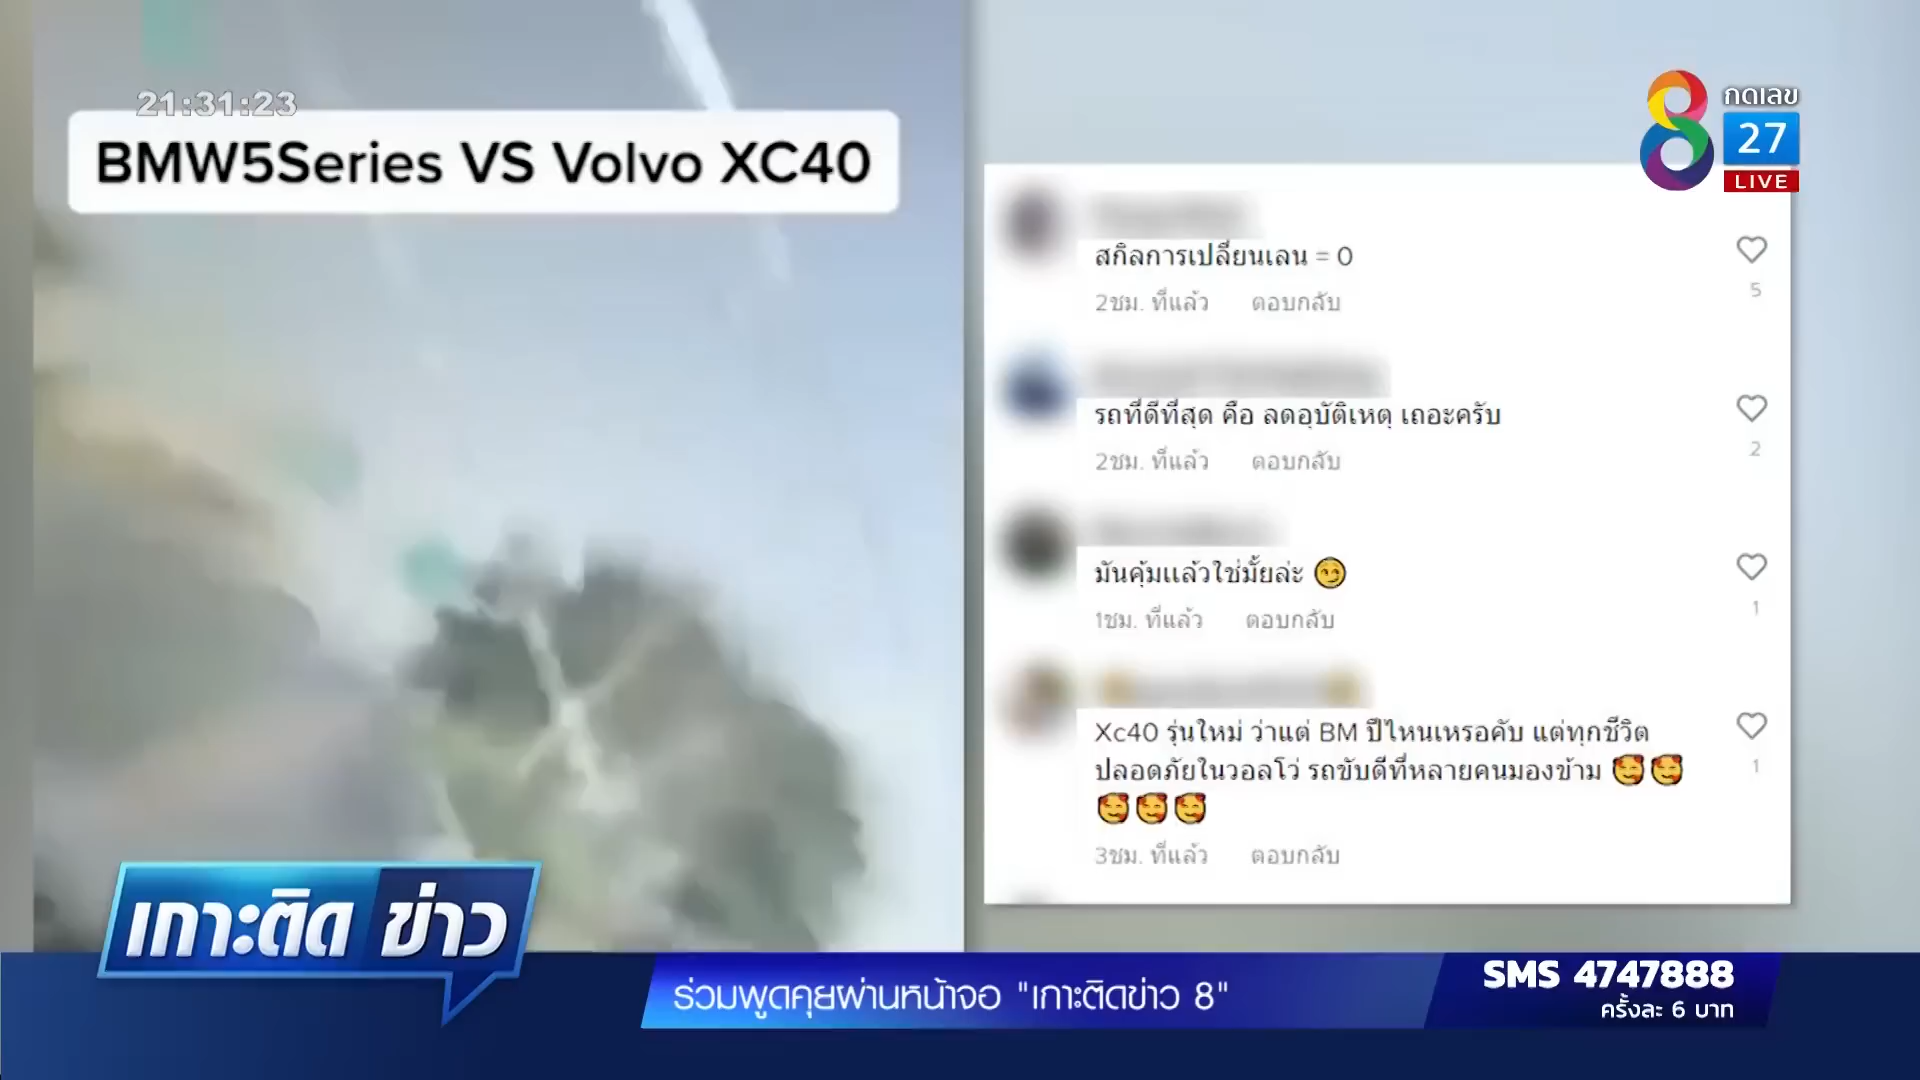 21:31:23
BMW5Series VS Volvo XC40
กดเลข
27
LIVE
สกิลการเปลี่ยนเลน = 0
2ชม. ที่แล้ว ตอบกลับ
5
รถที่ดีที่สุด คือ ลดอุบัติเหตุ เถอะครับ
2ชม. ที่แล้ว ตอบกลับ
2
มันคุ้มแล้วใช่มั้ยล่ะ 😏
1ชม. ที่แล้ว ตอบกลับ
1
Xc40 รุ่นใหม่ ว่าแต่ BM ปีไหนเหรอคับ แต่ทุกชีวิต
ปลอดภัยในวอลโว่ รถขับดีที่หลายคนมองข้าม 🥰🥰
🥰🥰🥰
1
3ชม. ที่แล้ว ตอบกลับ
เกาะติด ข่าว
ร่วมพูดคุยผ่านหน้าจอ "เกาะติดข่าว 8"
SMS 4747888
ครั้งละ 6 บาท